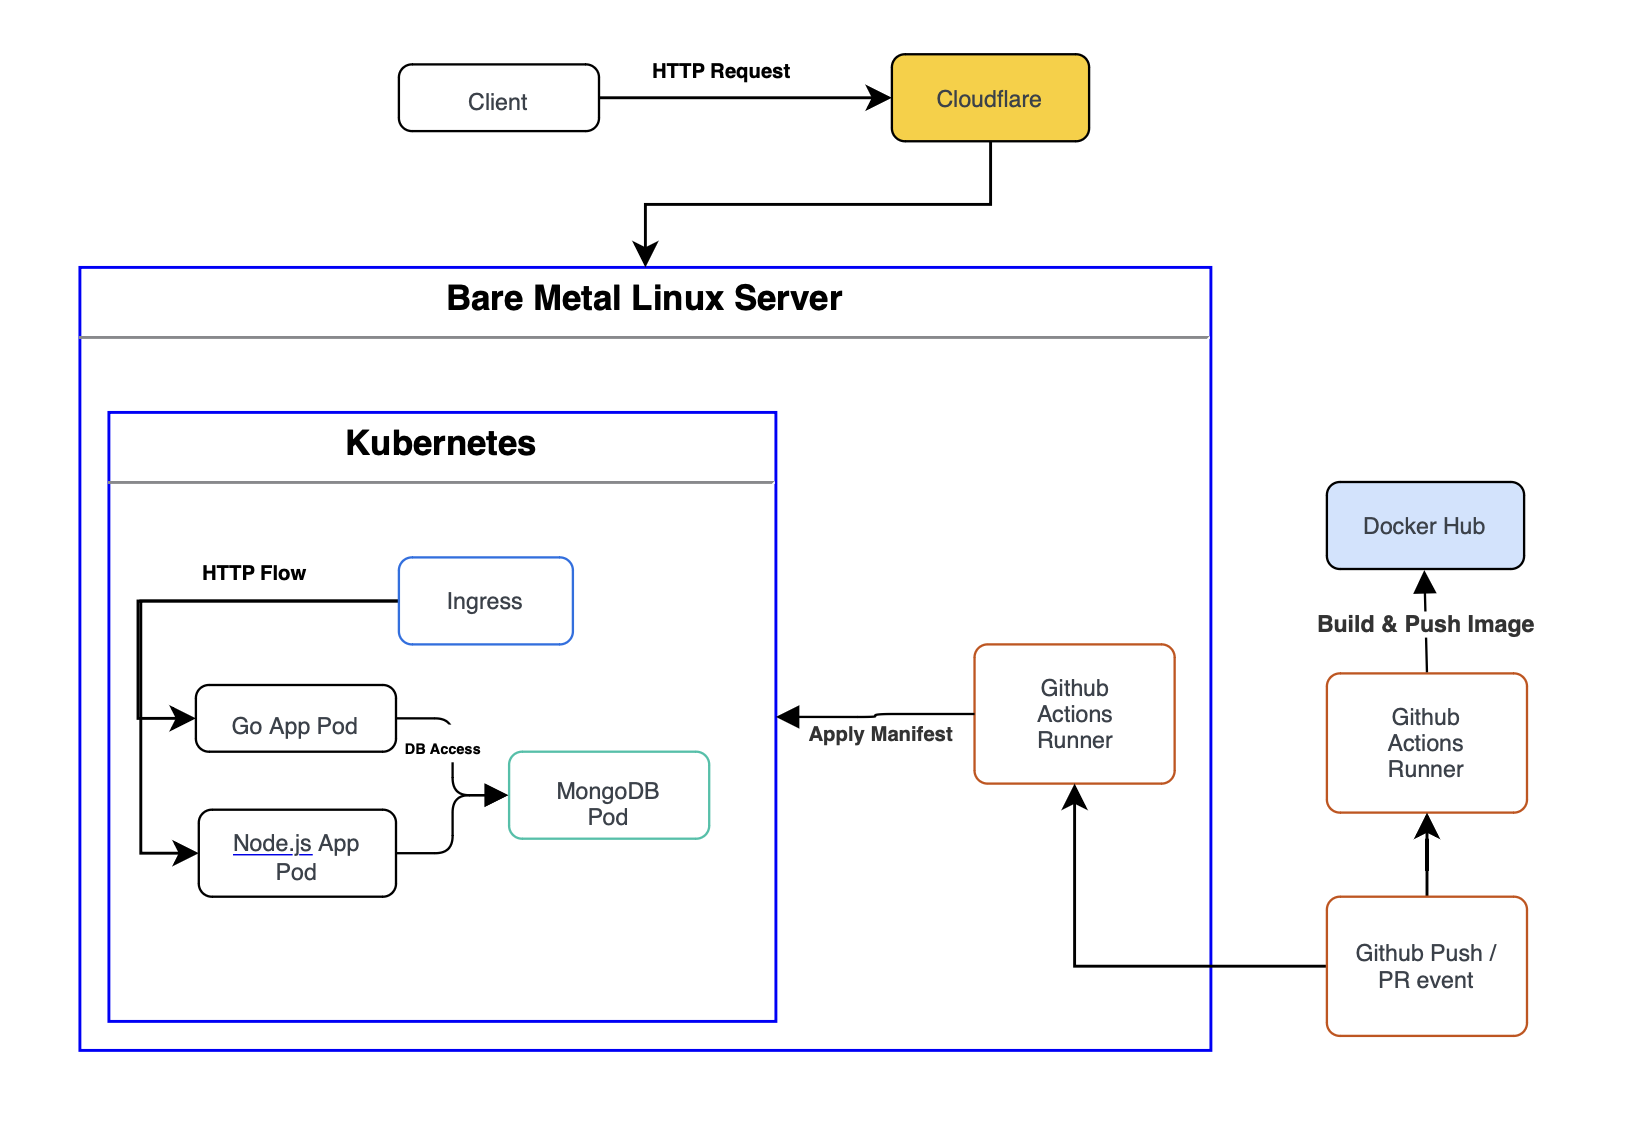 Client
HTTP Request
Cloudflare
Bare Metal Linux Server
Kubernetes
HTTP Flow
Ingress
Go App Pod
DB Access
Node.js App
Pod
MongoDB
Pod
Apply Manifest
Github
Actions
Runner
Docker Hub
Build & Push Image
Github
Actions
Runner
Github Push /
PR event